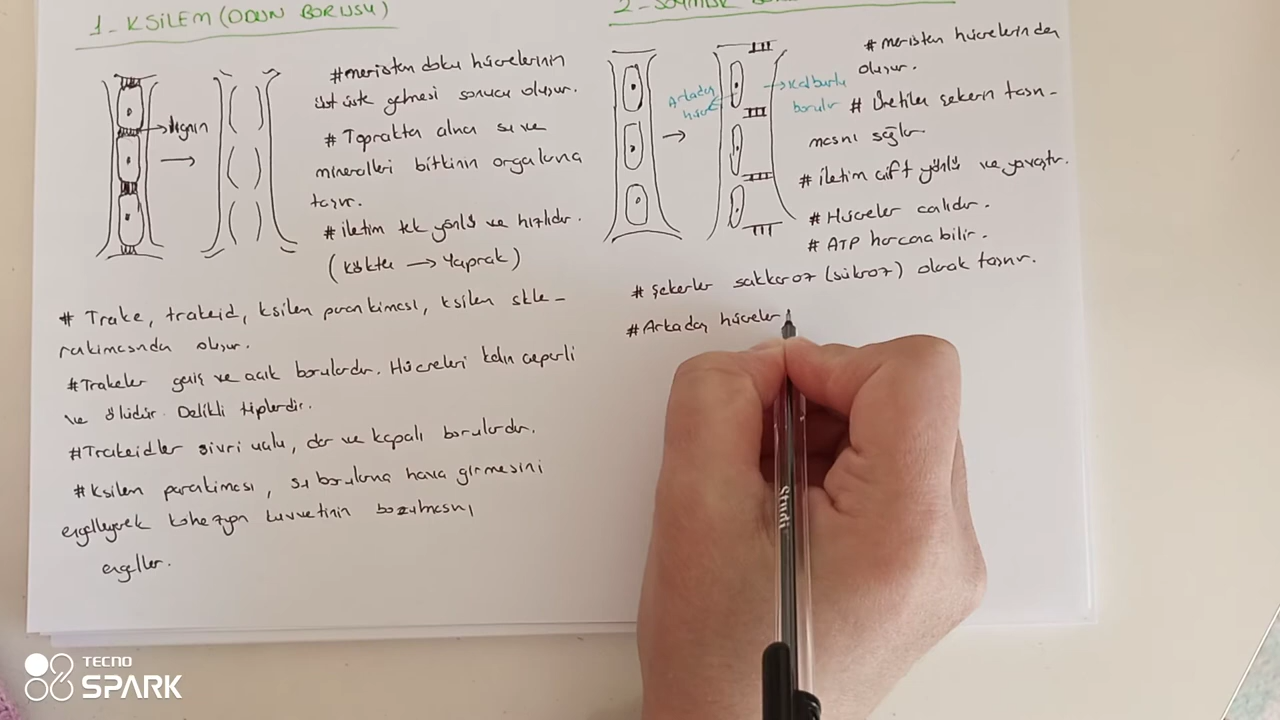 1- KSİLEM (ODUN BORUSU)
#meristem doku hücrelerinin
üst üste gelmesi sonucu oluşur.
lignin
# Topraktan alınan su ve
mineralleri bitkinin organlarına
taşır.
# iletim tek yönlü ve hızlıdır.
(kökten → yaprak)
# Trake, trakeid, ksilem parankiması, ksilem skle-
rankimasından oluşur.
#Trakeler geniş ve açık borulardır. Hücreleri kalın çeperli
ve ölüdür. Delikli tiplerdir.
#Trakeidler sivri uçlu, dar ve kapalı borulardır.
#Ksilem parankiması, su borularına hava girmesini
engelleyerek kohezyon kuvvetinin bozulmasını
engeller.
2- SOYMUK
# meristem hücrelerinden
oluşur.
Arkadaş
hücre
Kalburlu
borular
# Üretilen şekerin taşın-
masını sağlar.
# iletim çift yönlü ve yavaştır.
# Hücreler canlıdır.
# ATP harcanabilir.
# Şekerler sakkaroz (sükroz) olarak taşınır.
#Arkadaş hücreler
Studi
TECNO
SPARK